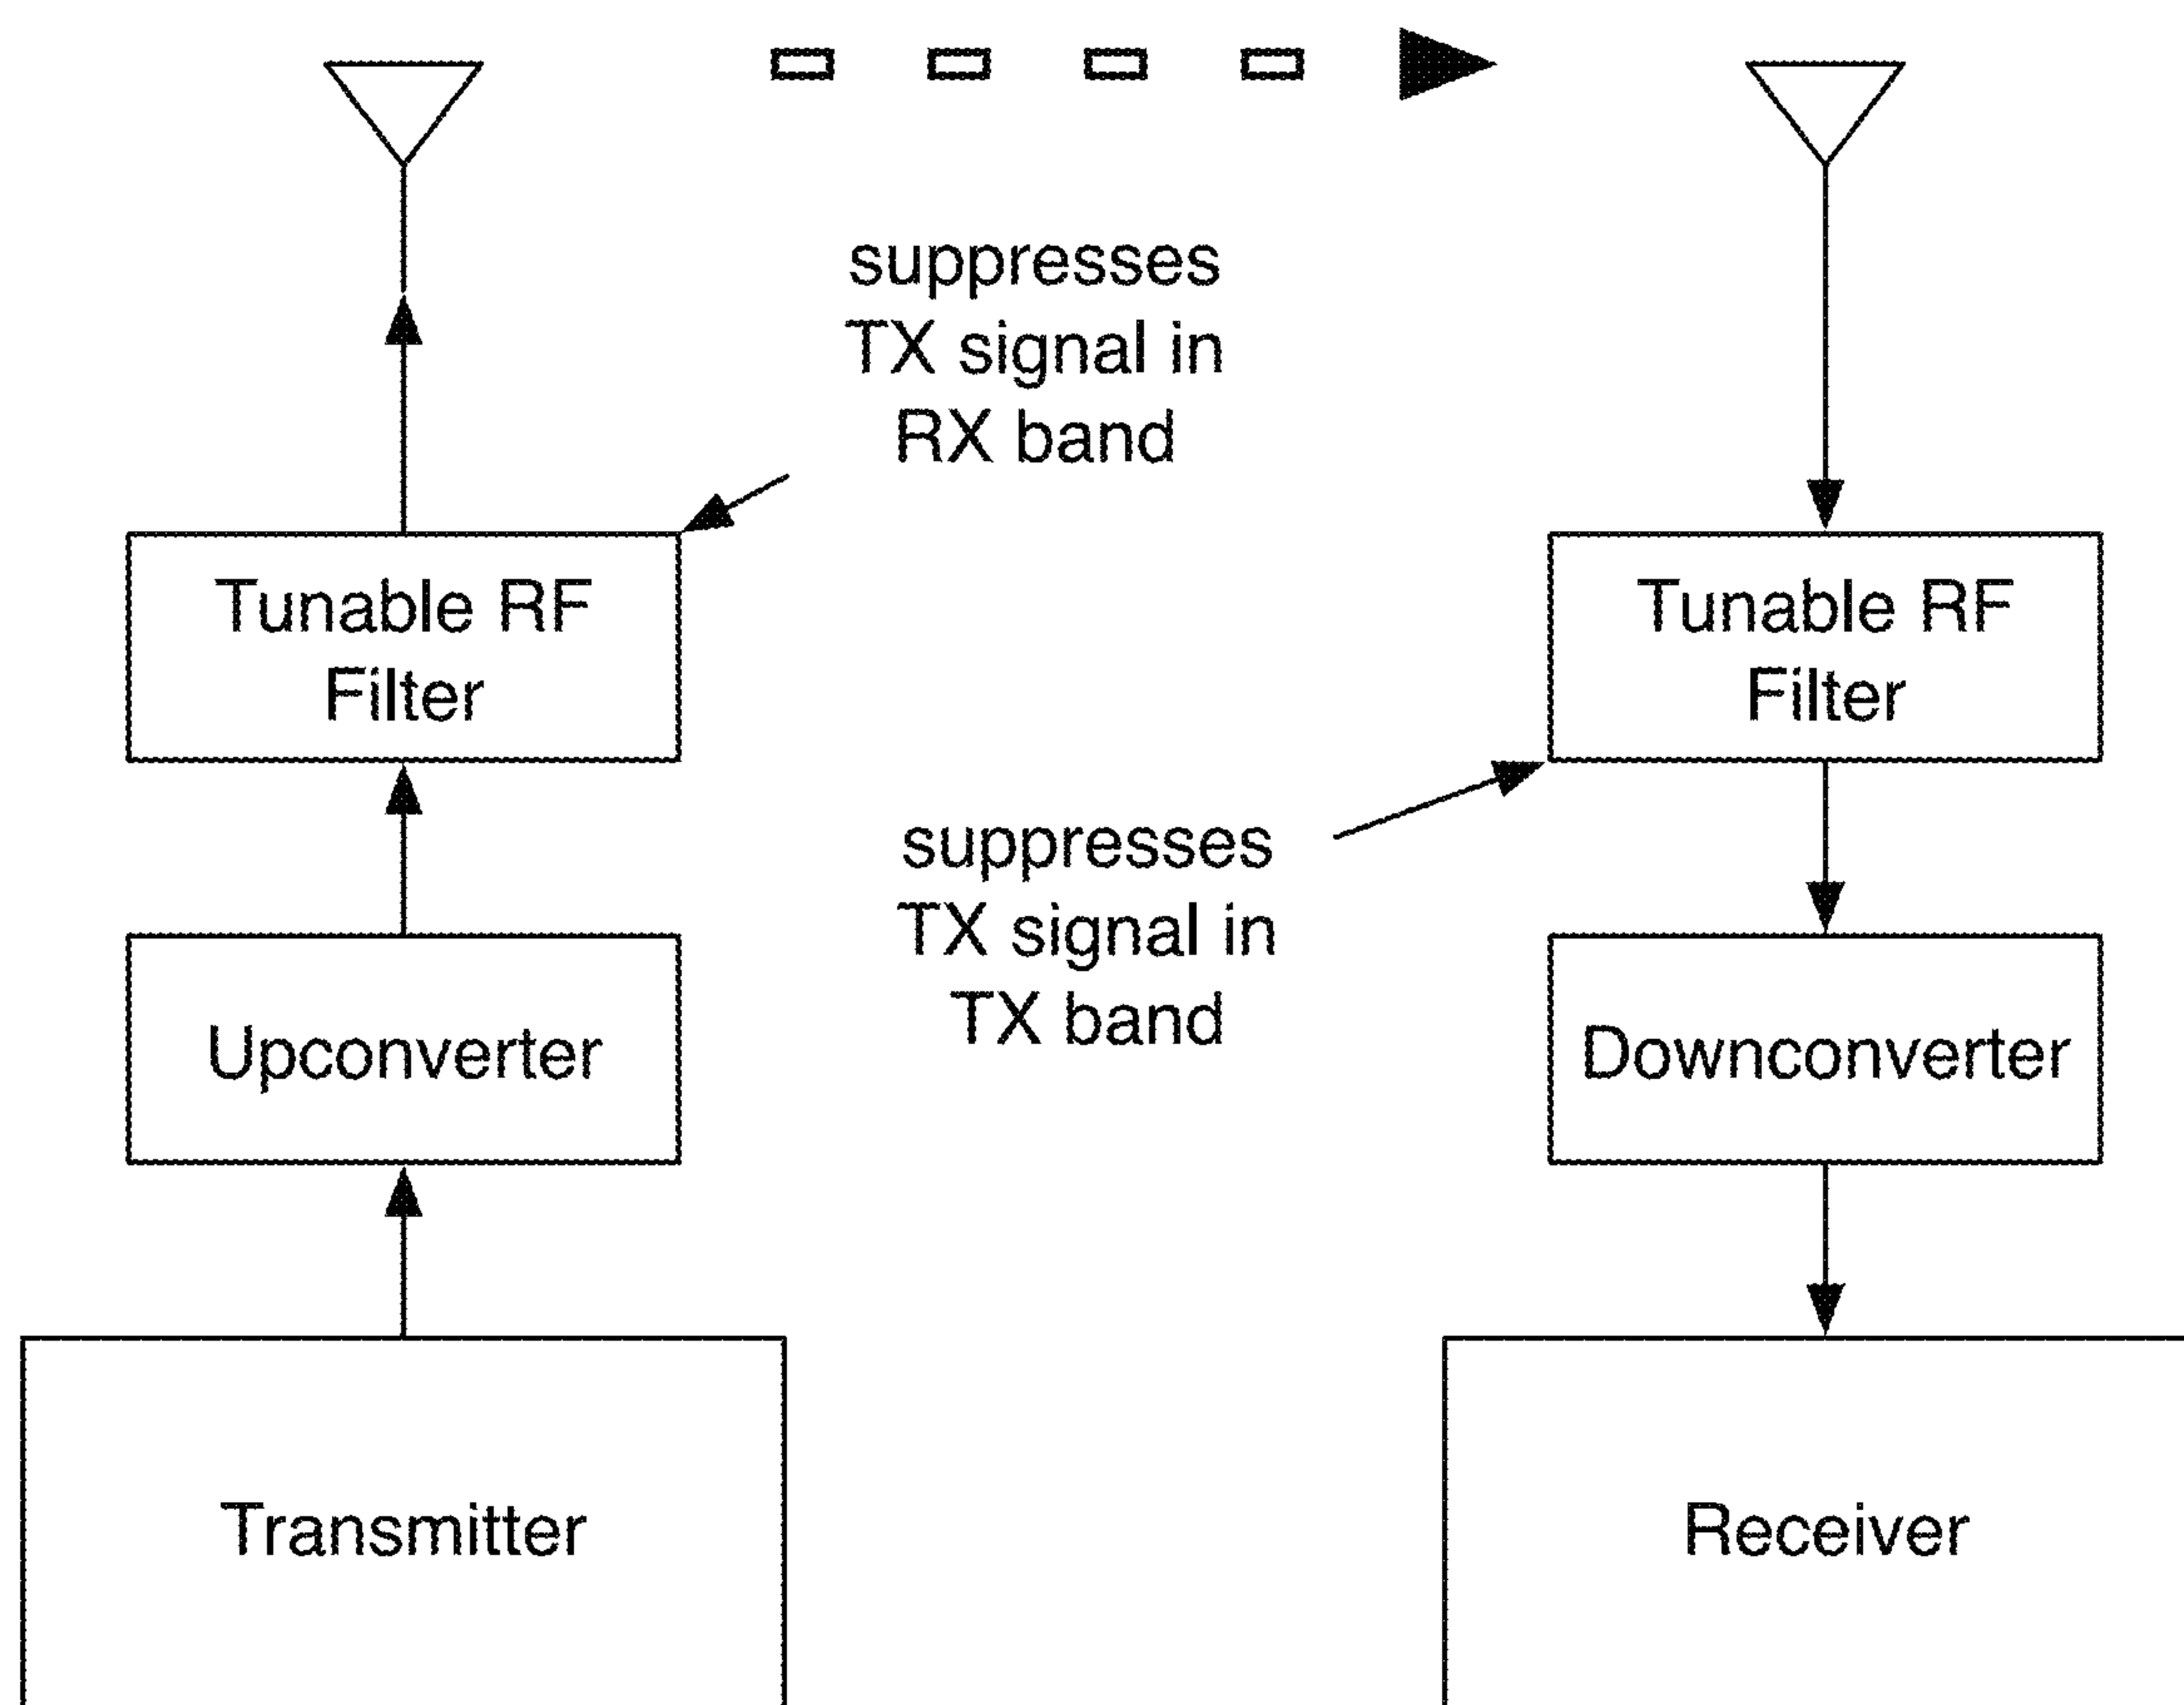 suppresses
TX signal in
RX band
Tunable RF
Filter
Tunable RF
Filter
suppresses
TX signal in
TX band
Upconverter
Downconverter
Transmitter
Receiver